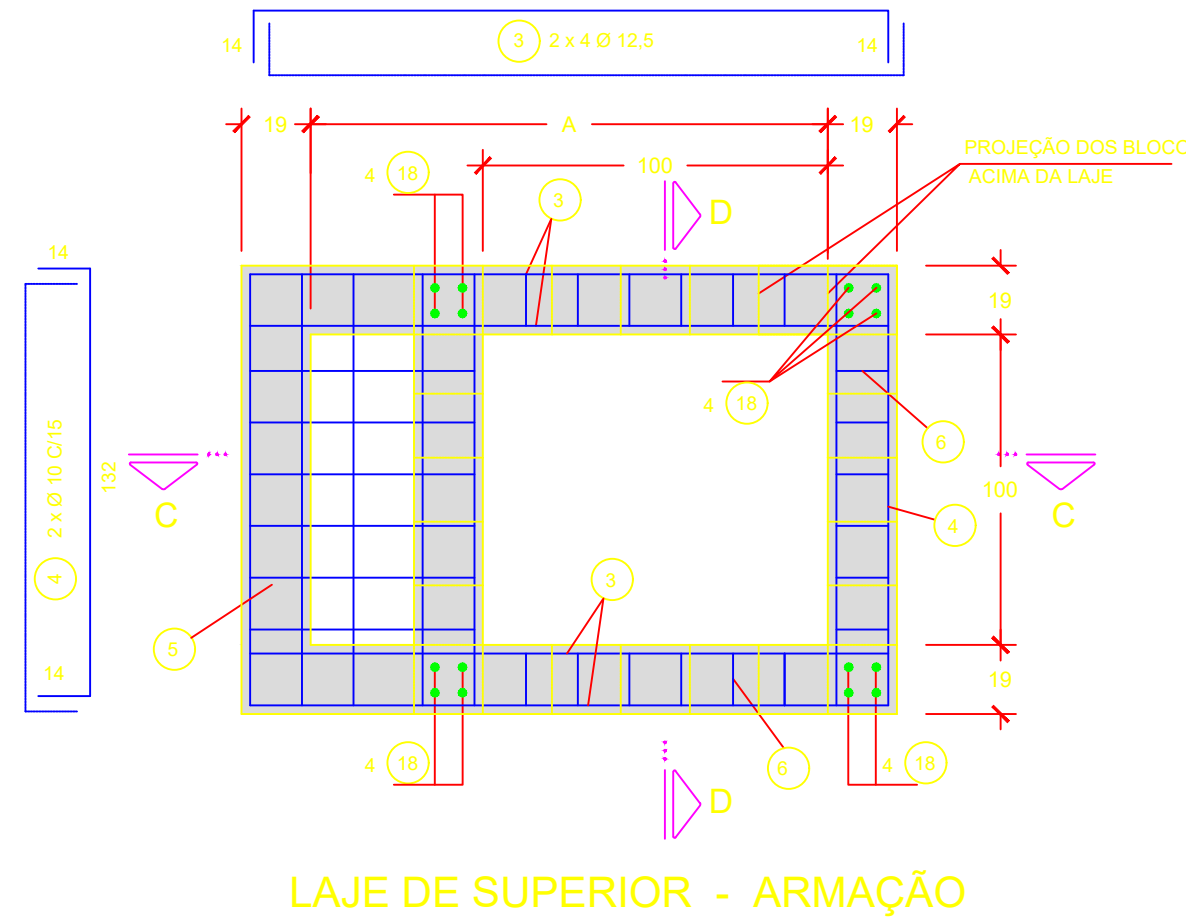 14
3
2 x 4 Ø 12,5
14
19
A
19
100
PROJEÇÃO DOS BLOCO
ACIMA DA LAJE
4
18
3
D
14
19
4
18
6
2 x Ø 10 C/15
132
C
100
C
4
4
3
5
14
19
4
18
6
4
18
D
LAJE DE SUPERIOR - ARMAÇÃO